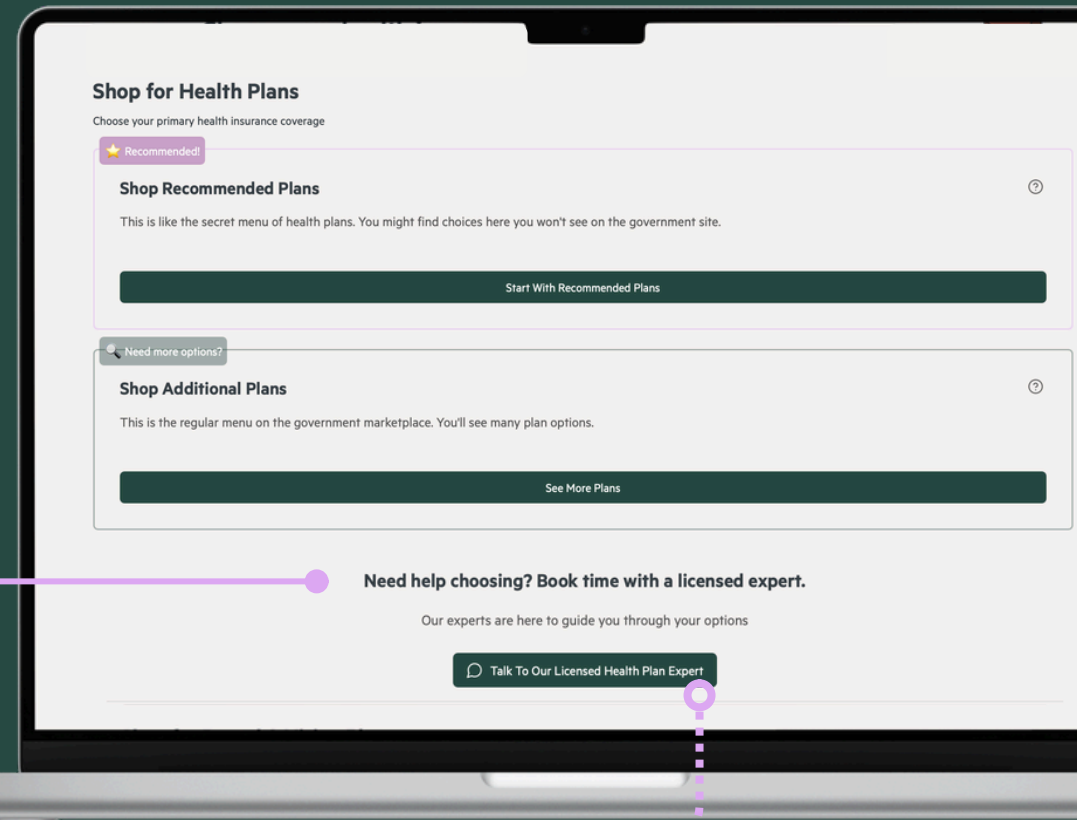 Shop for Health Plans
Choose your primary health insurance coverage
Recommended!
Shop Recommended Plans
This is like the secret menu of health plans. You might find choices here you won't see on the government site.
Start With Recommended Plans
Need more options?
Shop Additional Plans
This is the regular menu on the government marketplace. You'll see many plan options.
See More Plans
Need help choosing? Book time with a licensed expert.
Our experts are here to guide you through your options
Talk To Our Licensed Health Plan Expert